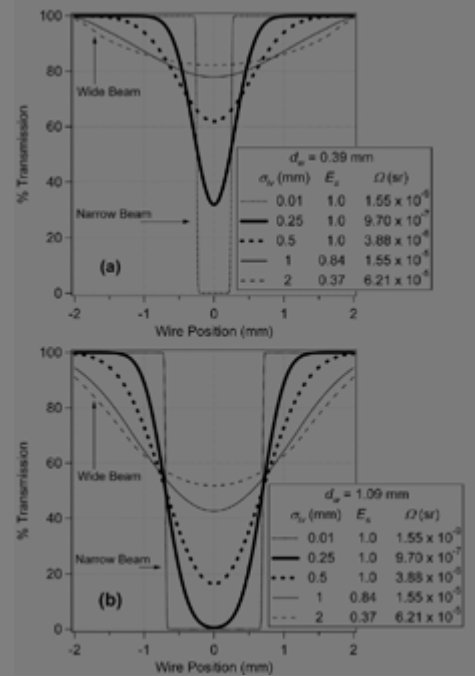 100
80
60
40
20
0
% Transmission
Wide Beam
Narrow Beam
(a)
d_w = 0.39 mm
(mm) Ω (sr)
0.01 1.0 1.55 x 10⁻⁹
0.25 1.0 9.70 x 10⁻⁷
0.5 1.0 3.88 x 10⁻⁶
1 0.84 1.55 x 10⁻⁵
2 0.37 6.21 x 10⁻⁵
-2 -1 0 1 2
Wire Position (mm)
100
80
60
40
20
0
% Transmission
Wide Beam
Narrow Beam
(b)
d_w = 1.09 mm
(mm) Ω (sr)
0.01 1.0 1.55 x 10⁻⁹
0.25 1.0 9.70 x 10⁻⁷
0.5 1.0 3.88 x 10⁻⁶
1 0.84 1.55 x 10⁻⁵
2 0.37 6.21 x 10⁻⁵
-2 -1 0 1 2
Wire Position (mm)